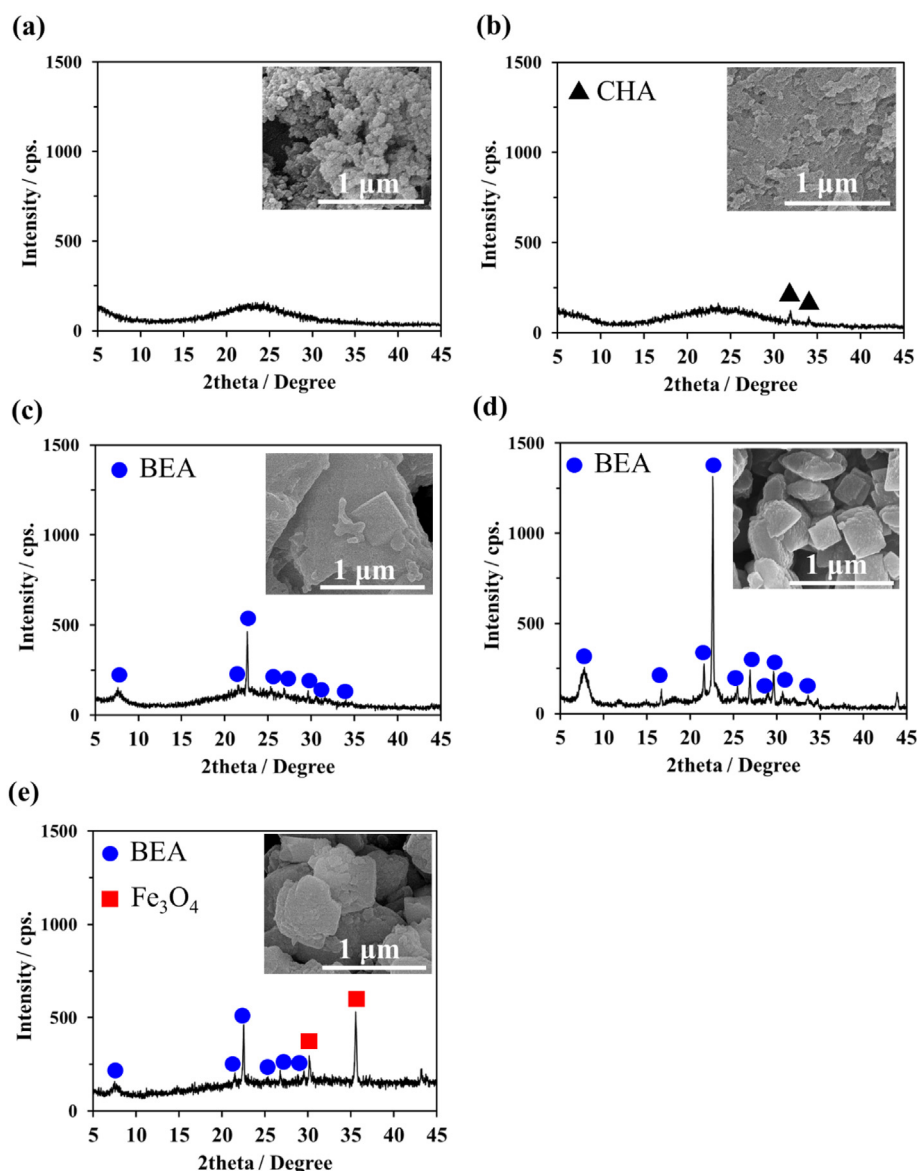 (a)
1500
1000
500
0
5 10 15 20 25 30 35 40 45
Intensity / cps.
2theta / Degree
1 μm
(b)
1500
1000
500
0
5 10 15 20 25 30 35 40 45
Intensity / cps.
2theta / Degree
CHA
1 μm
(c)
1500
1000
500
0
5 10 15 20 25 30 35 40 45
Intensity / cps.
2theta / Degree
BEA
1 μm
(d)
1500
1000
500
0
5 10 15 20 25 30 35 40 45
Intensity / cps.
2theta / Degree
BEA
1 μm
(e)
1500
1000
500
0
5 10 15 20 25 30 35 40 45
Intensity / cps.
2theta / Degree
BEA
Fe₃O₄
1 μm